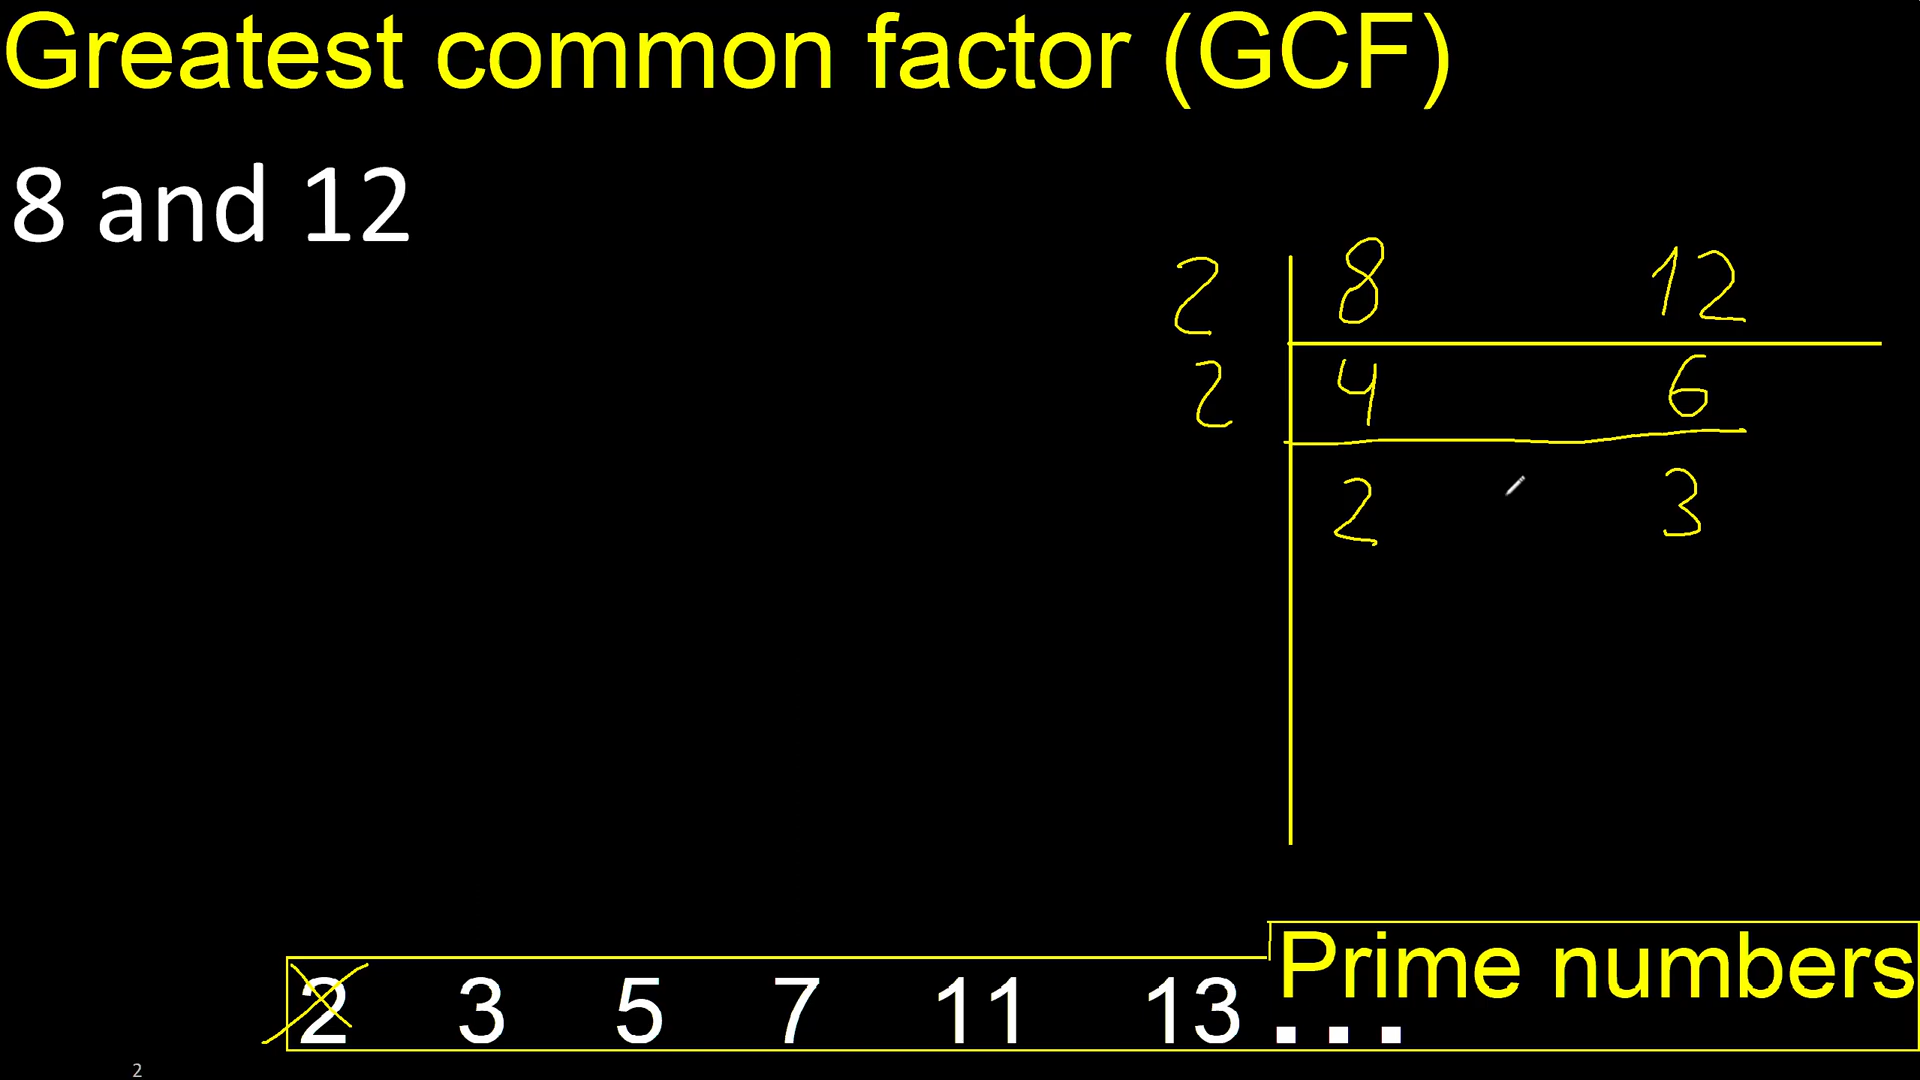 Greatest common factor (GCF)
8 and 12
2 8 12
2 4 6
2 3
Prime numbers
2 3 5 7 11 13 ...
2